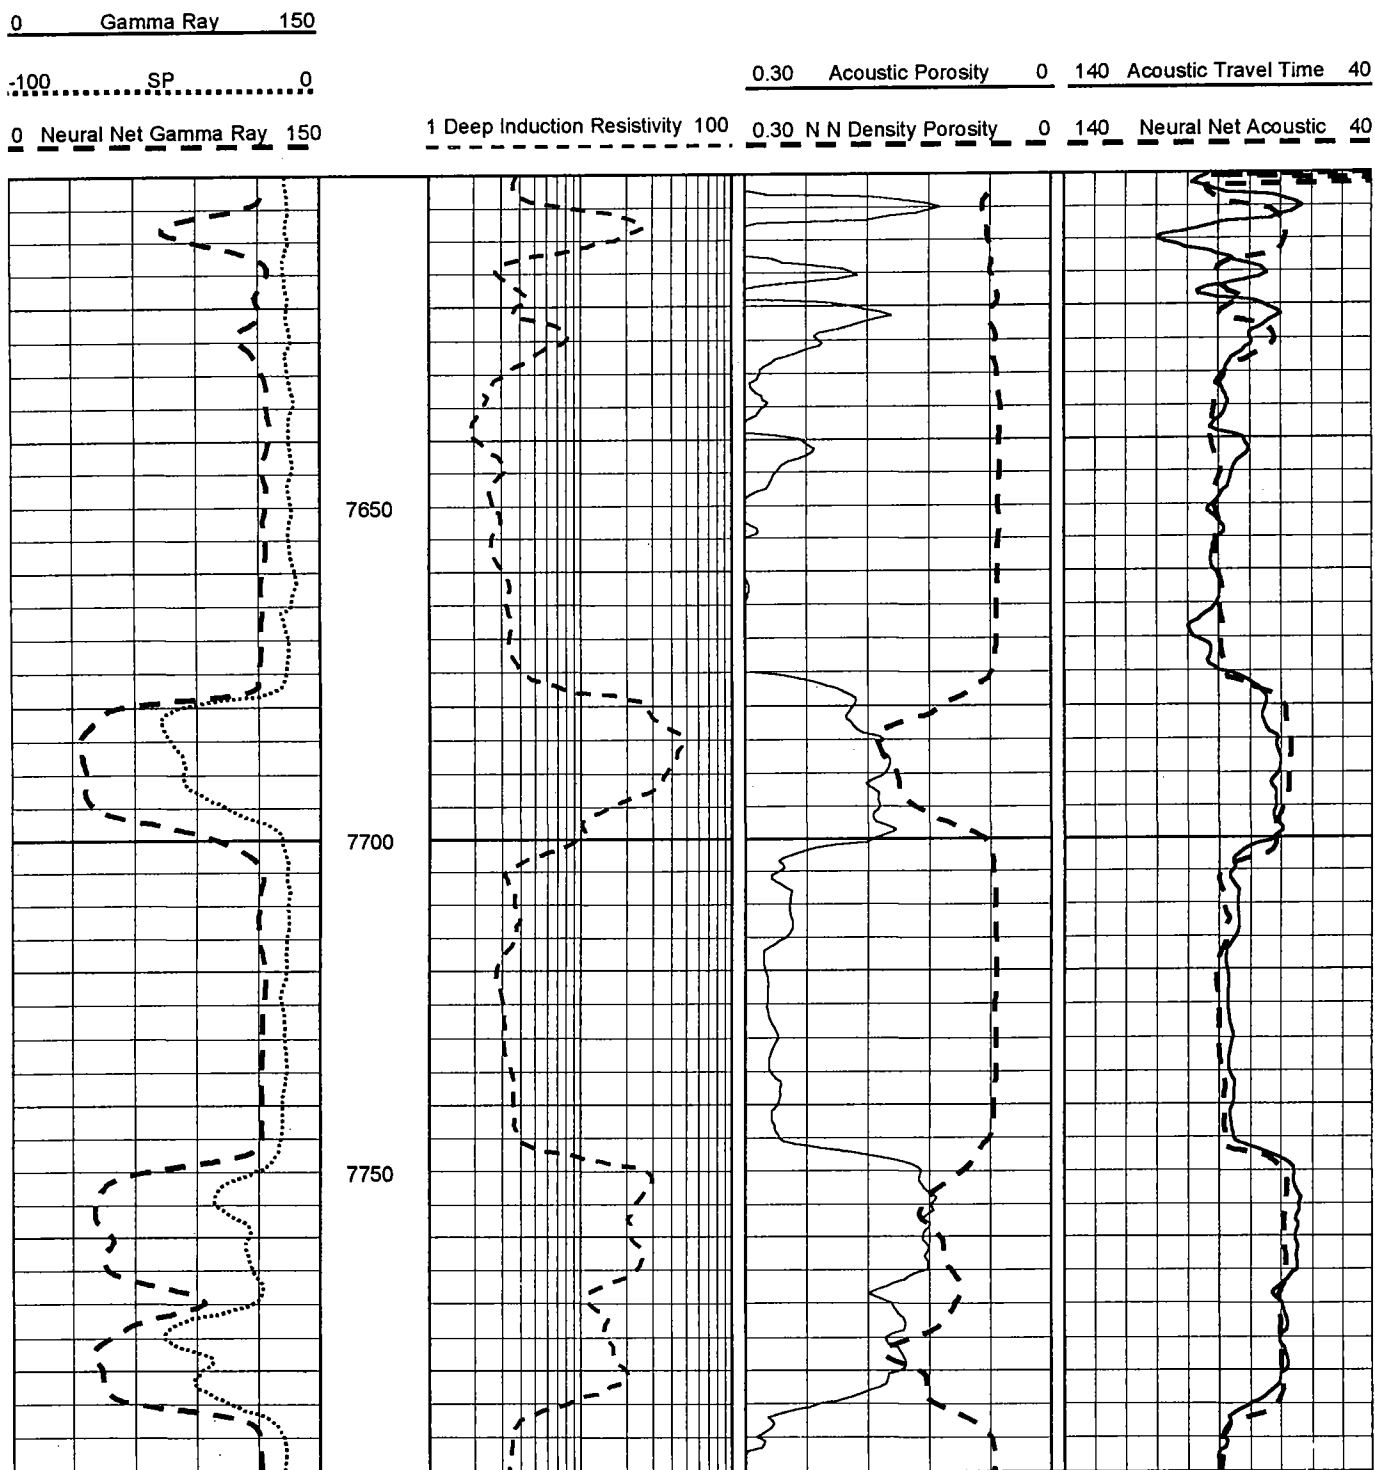 0 Gamma Ray 150
-100 SP 0
0.30 Acoustic Porosity 0
140 Acoustic Travel Time 40
0 Neural Net Gamma Ray 150
1 Deep Induction Resistivity 100
0.30 N N Density Porosity 0
140 Neural Net Acoustic 40
7650
7700
7750